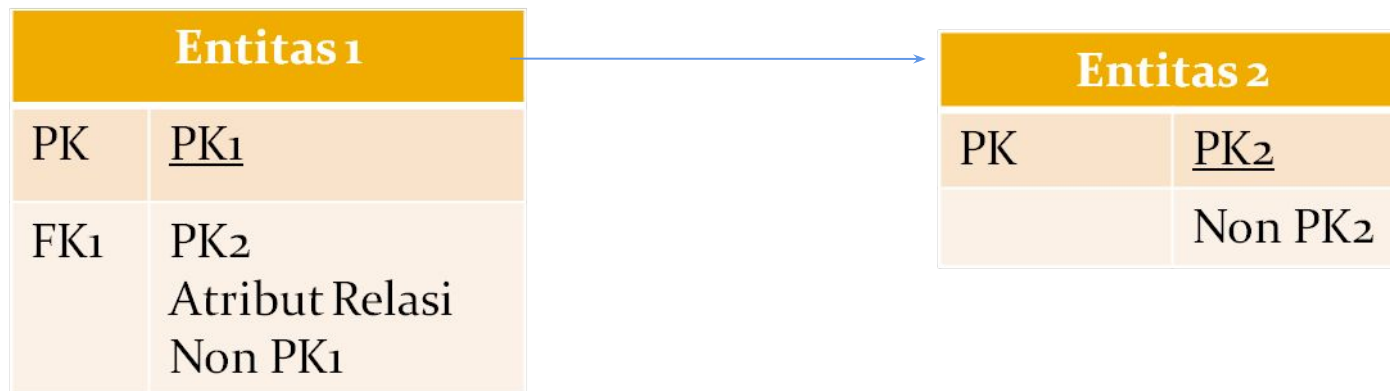 Entitas 1
PK PK1
FK1 PK2
Atribut Relasi
Non PK1
Entitas 2
PK PK2
Non PK2